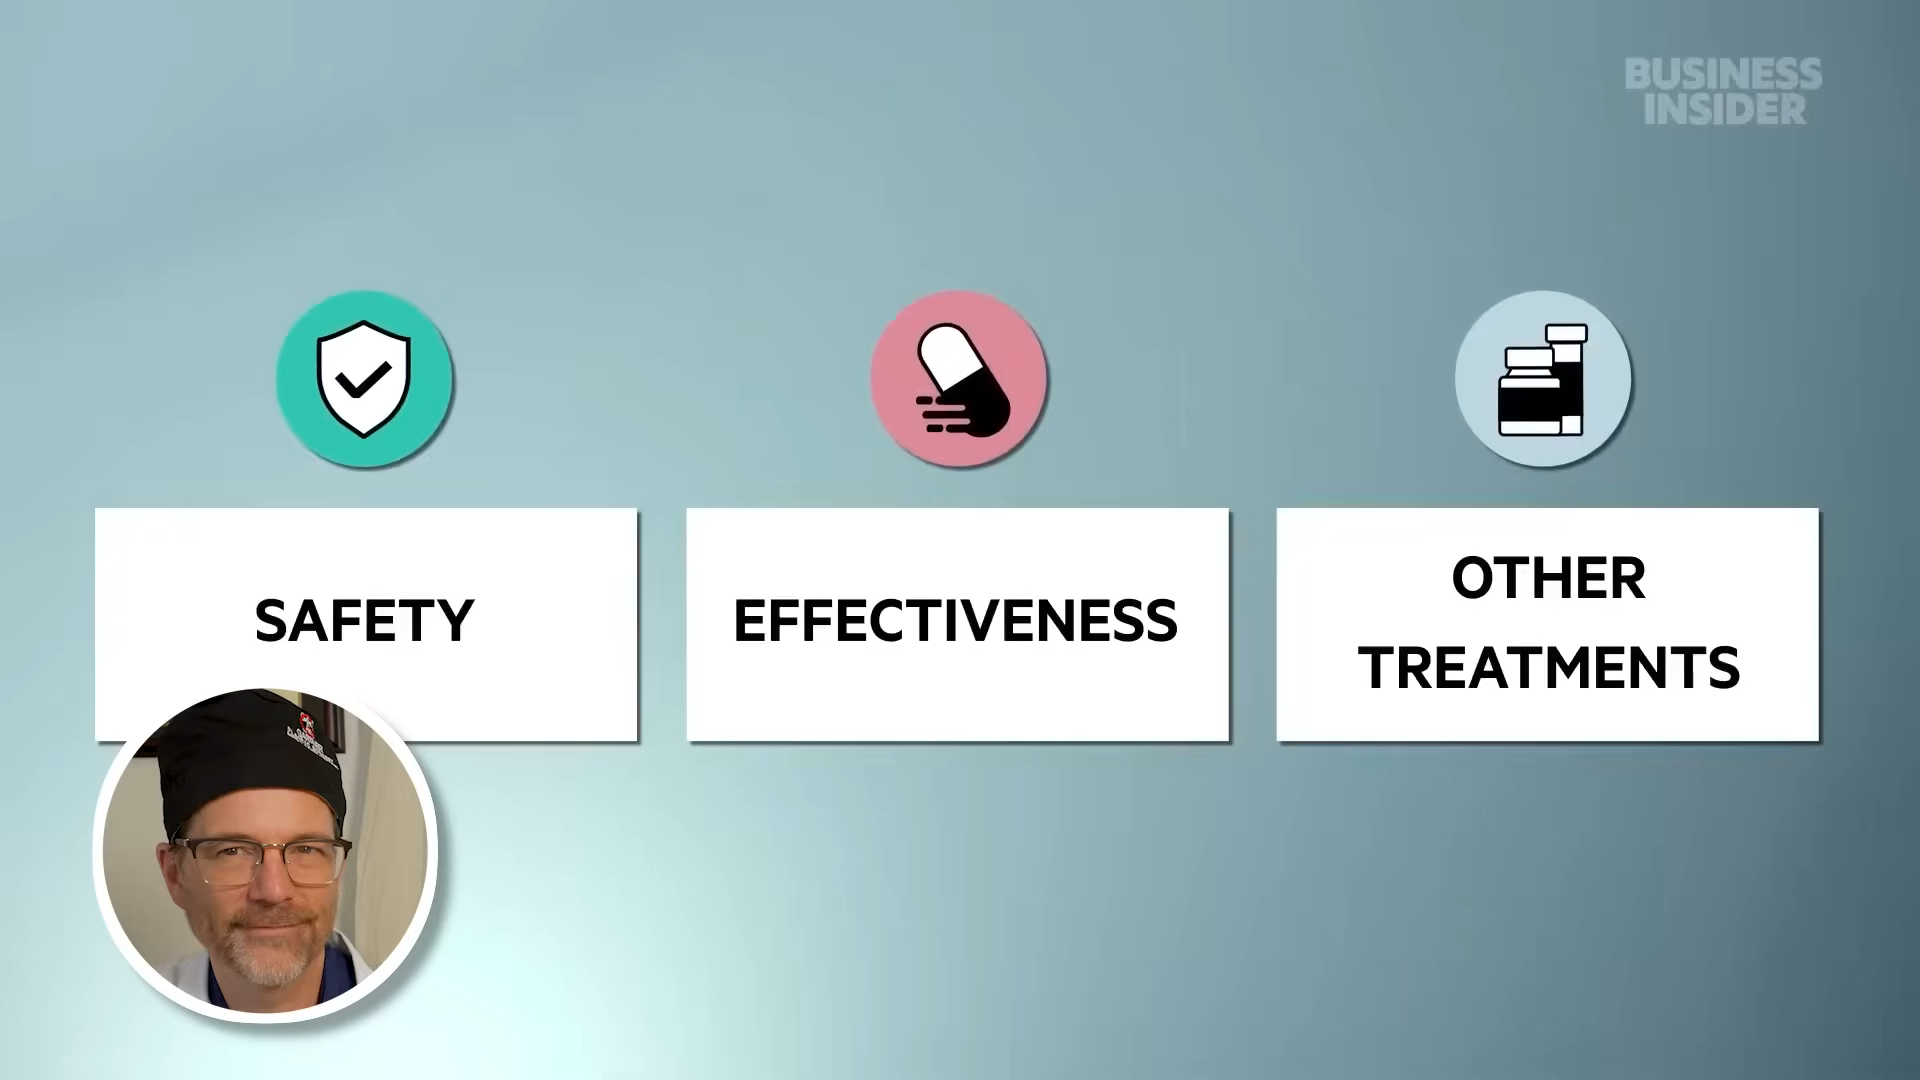 BUSINESS
INSIDER
SAFETY
EFFECTIVENESS
OTHER
TREATMENTS